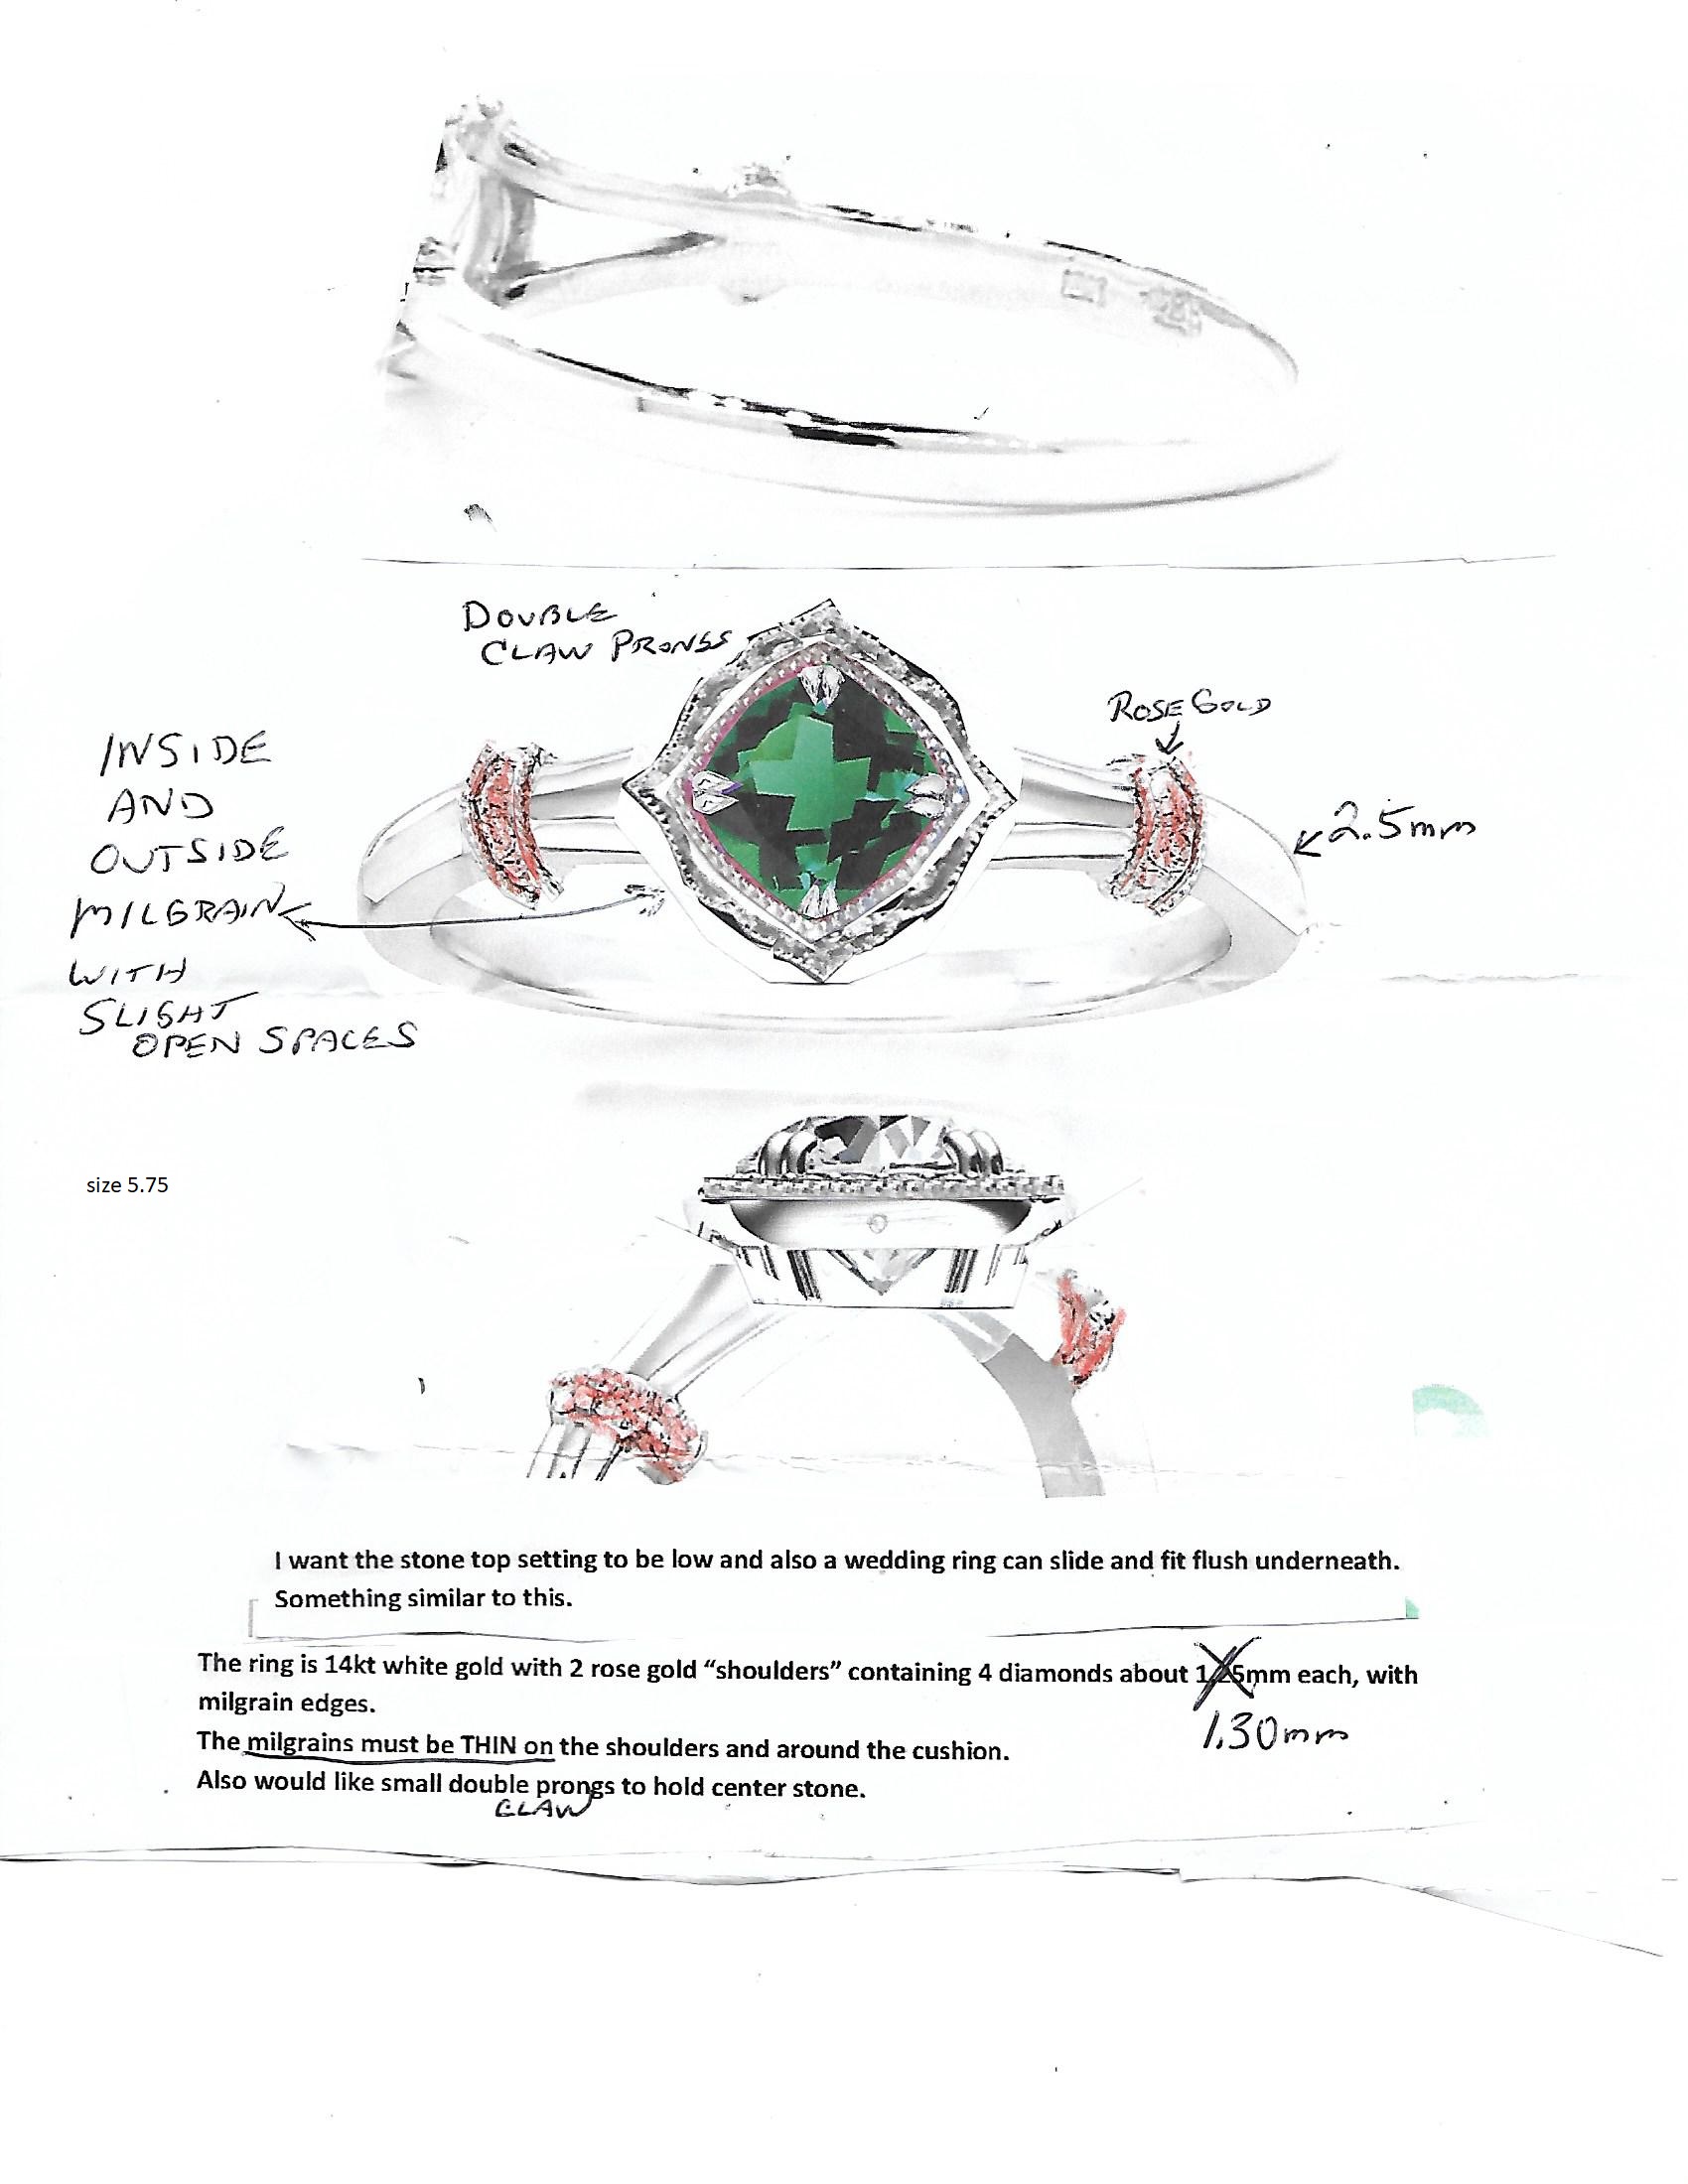 DOUBLE
CLAW PRONGS
ROSE GOLD
INSIDE
AND
OUTSIDE
MILGRAIN
WITH
SLIGHT
OPEN SPACES
2.5mm
size 5.75
I want the stone top setting to be low and also a wedding ring can slide and fit flush underneath.
Something similar to this.
The ring is 14kt white gold with 2 rose gold “shoulders” containing 4 diamonds about 1.25mm each, with
milgrain edges.
1.30mm
The milgrains must be THIN on the shoulders and around the cushion.
Also would like small double prongs to hold center stone.
CLAW